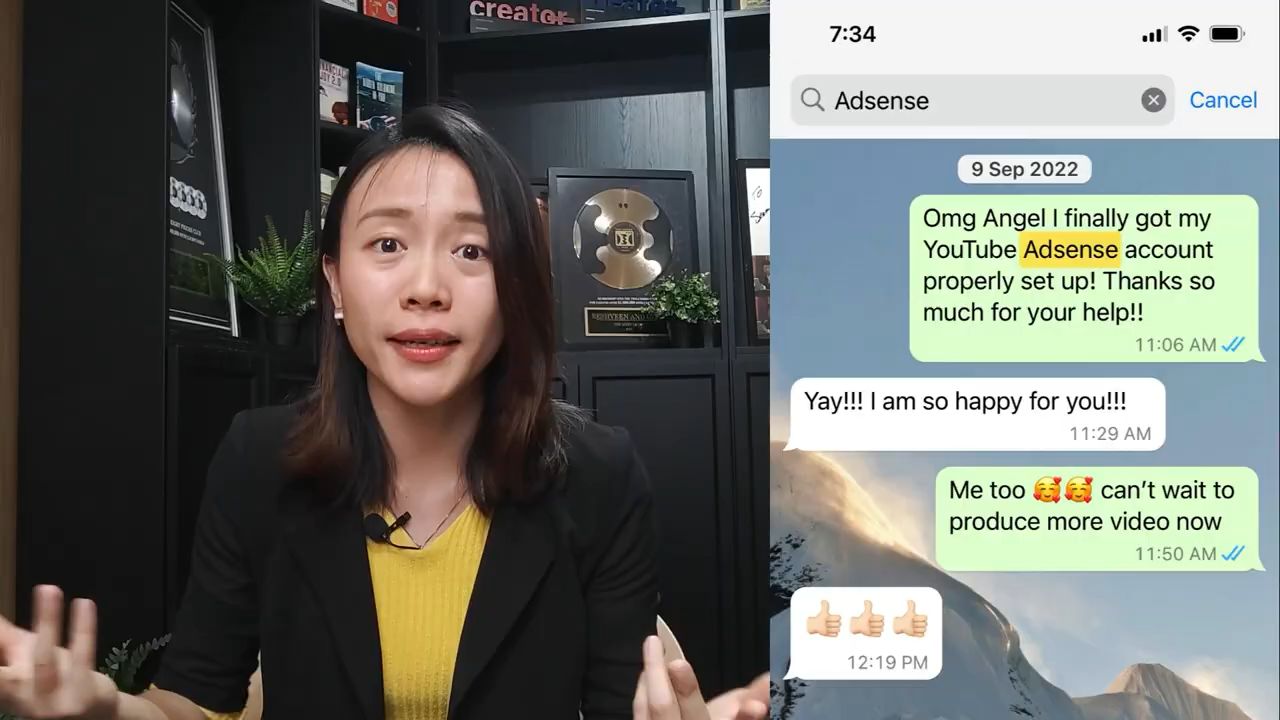 creator
7:34
Adsense
Cancel
9 Sep 2022
Omg Angel I finally got my
YouTube Adsense account
properly set up! Thanks so
much for your help!!
11:06 AM
Yay!!! I am so happy for you!!!
11:29 AM
Me too 🥰🥰 can’t wait to
produce more video now
11:50 AM
👍🏻👍🏻👍🏻
12:19 PM